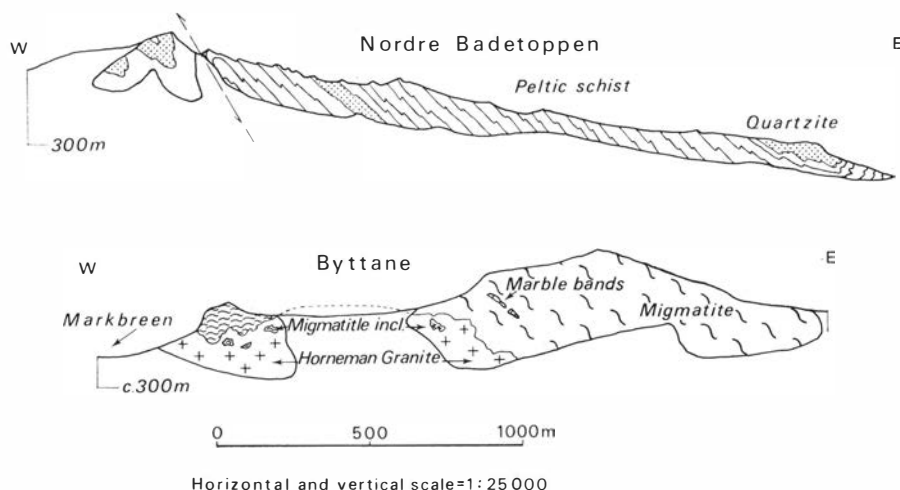 Nordre Badetoppen
W
E
Peltic schist
Quartzite
300m
W
Byttane
E
Marble bands
Markbreen
Migmatitle incl.
Migmatite
Horneman Granite
c.300m
0 500 1000m
Horizontal and vertical scale=1:25000